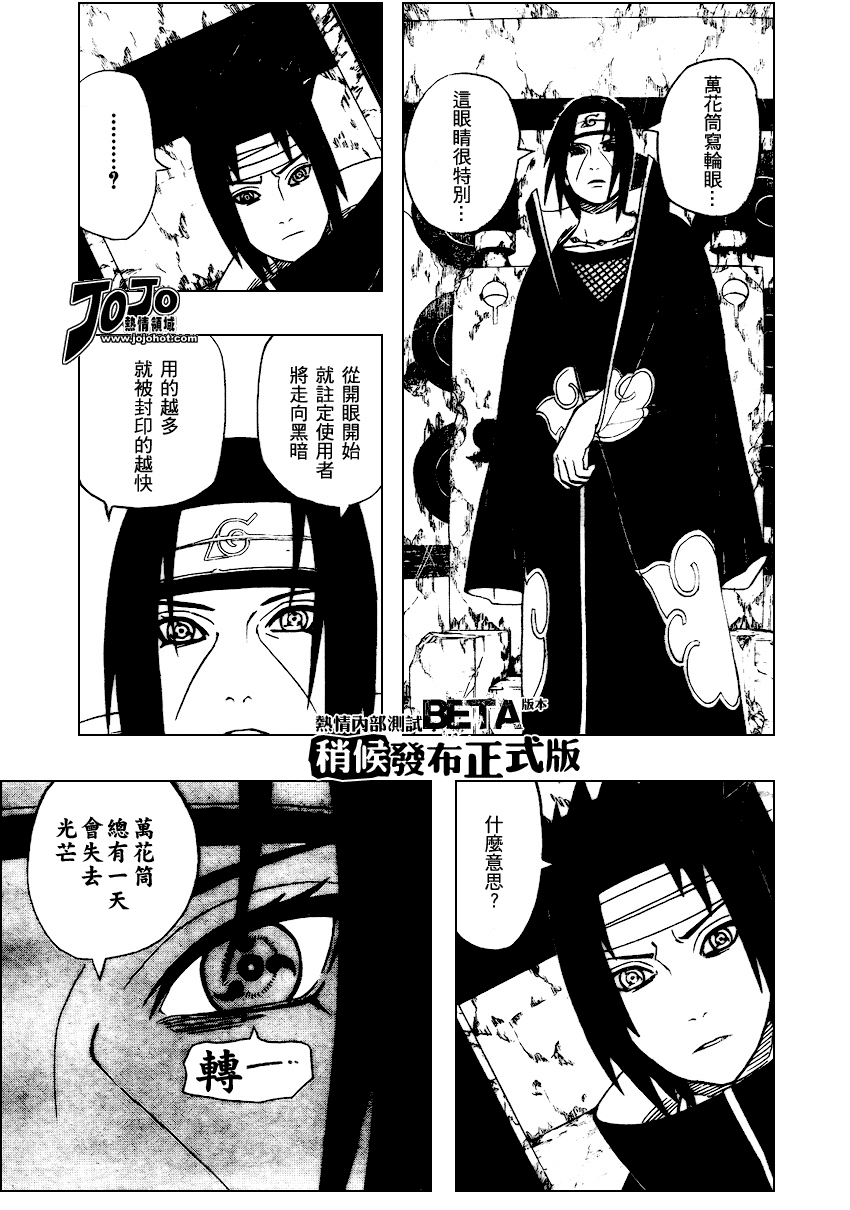 萬花筒寫輪眼…
這眼睛很特別…
………?
JOJO
熱情領域
www.jojohot.com
從開眼開始
就註定使用者
將走向黑暗
用的越多
就被封印的越快
熱情內部測試BETA版本
稍候發布正式版
什麼意思?
萬花筒
總有一天
會失去
光芒
轉一…